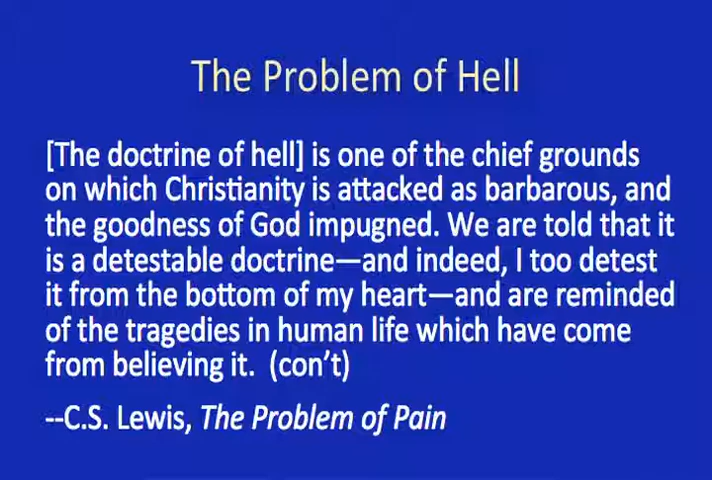 The Problem of Hell
[The doctrine of hell] is one of the chief grounds
on which Christianity is attacked as barbarous, and
the goodness of God impugned. We are told that it
is a detestable doctrine—and indeed, I too detest
it from the bottom of my heart—and are reminded
of the tragedies in human life which have come
from believing it.  (con’t)
--C.S. Lewis, The Problem of Pain